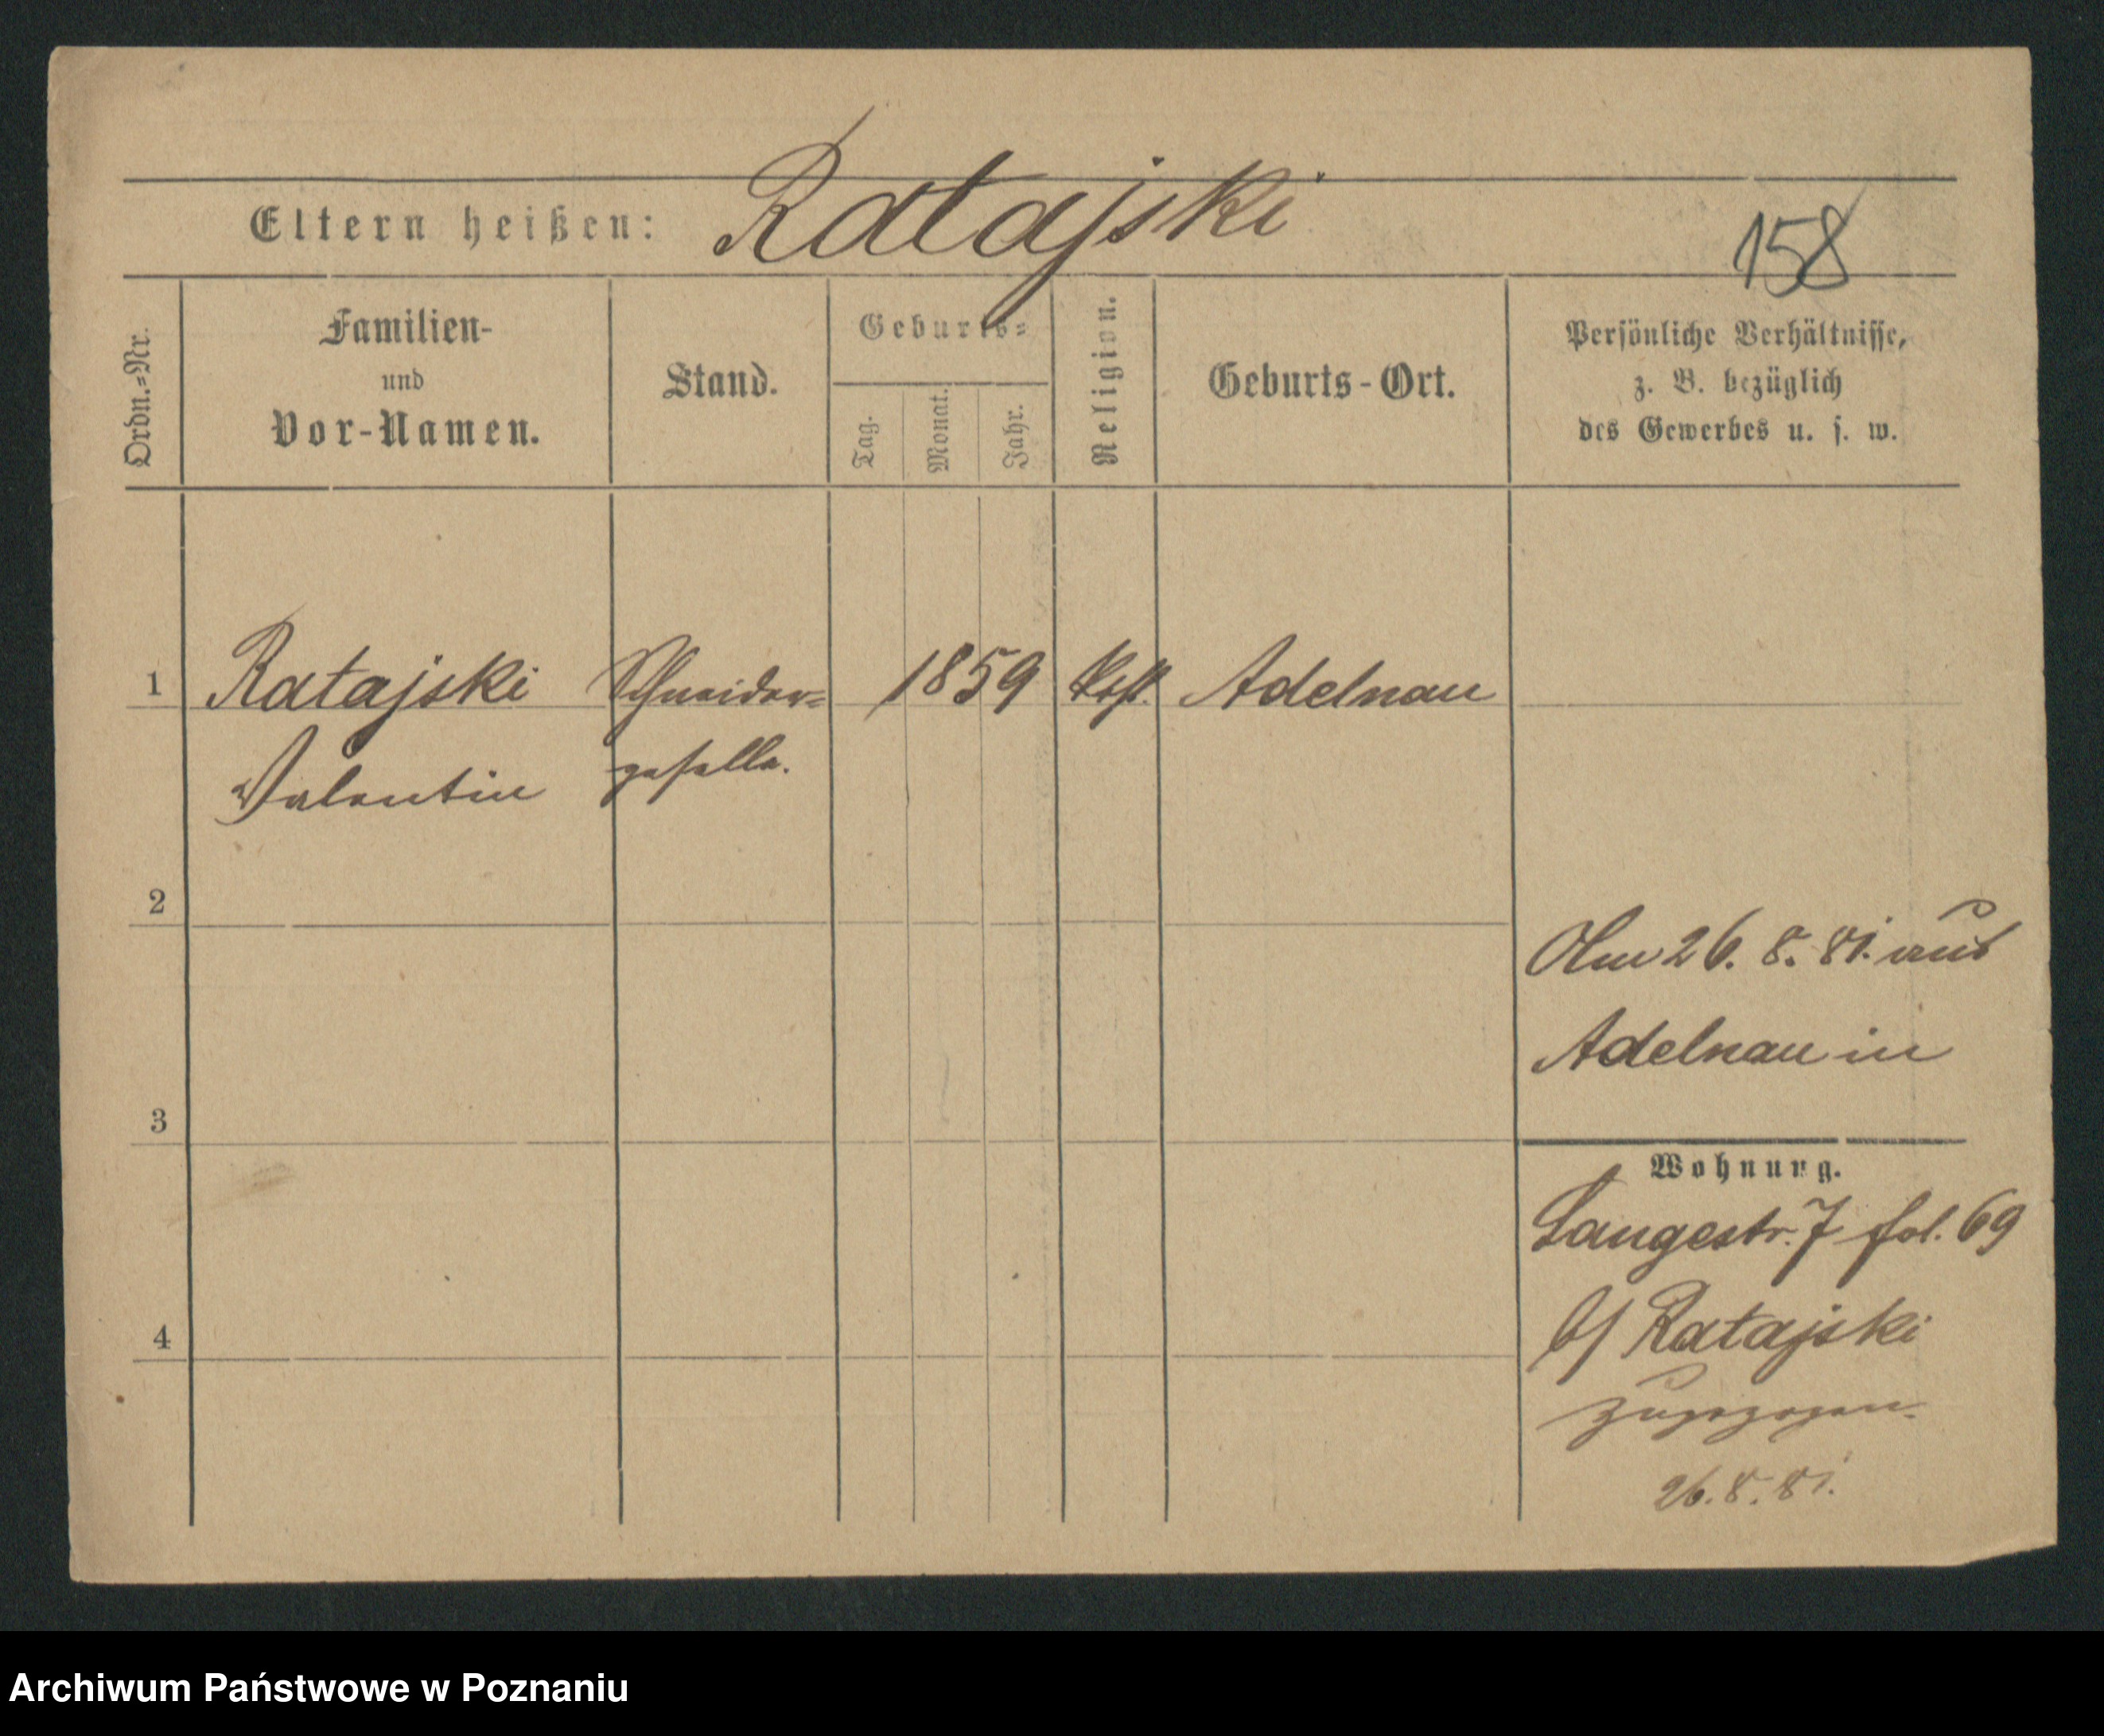 Eltern heißen: Ratajski
158
Ordn.=Nr.
Familien-
und
Vor-Namen.
Stand.
Geburts=
Tag.
Monat.
Jahr.
Religion.
Geburts-Ort.
Persönliche Verhältnisse,
z. B. bezüglich
des Gewerbes u. s. w.
1 Ratajski Schneider= 1859 kath. Adelnau
Valentin geselle.
2
Am 26. 8. 81. aus
Adelnau in
3
Wohnung.
Langestr. 7 fol. 69
b/ Ratajski
4
zugezogen.
26. 8. 81.
Archiwum Państwowe w Poznaniu